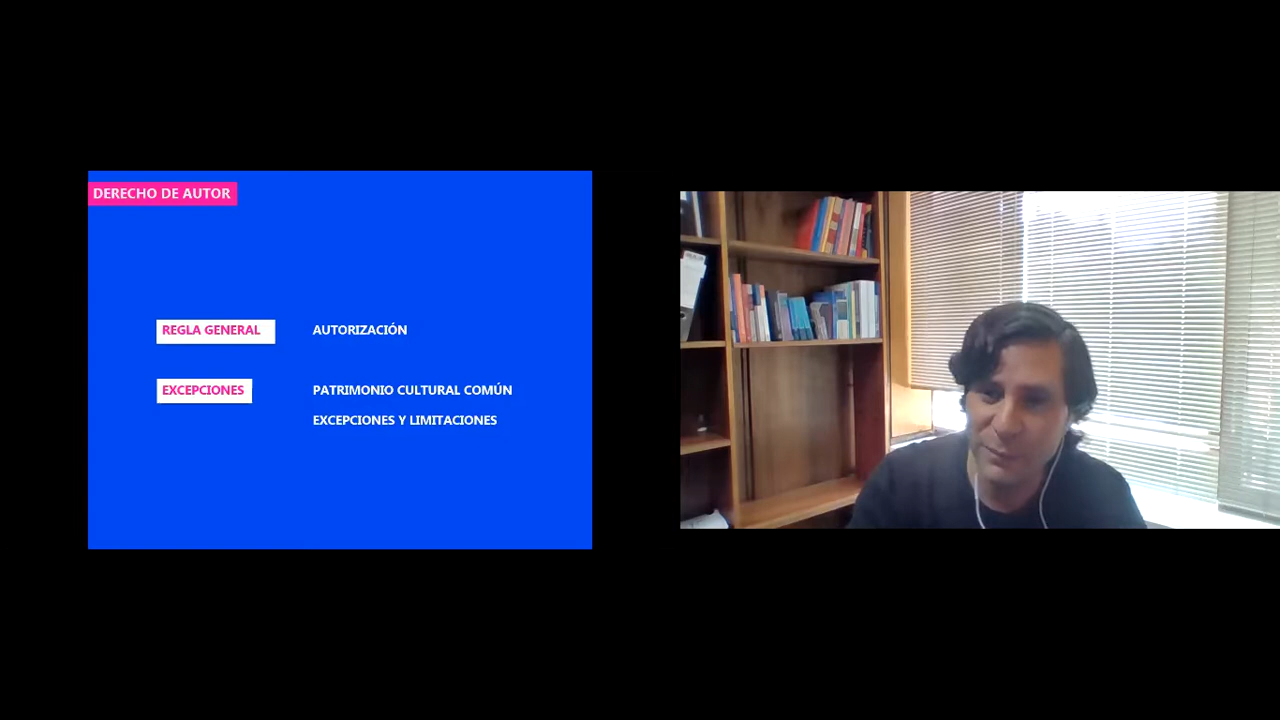 DERECHO DE AUTOR
REGLA GENERAL AUTORIZACIÓN
EXCEPCIONES PATRIMONIO CULTURAL COMÚN
EXCEPCIONES Y LIMITACIONES